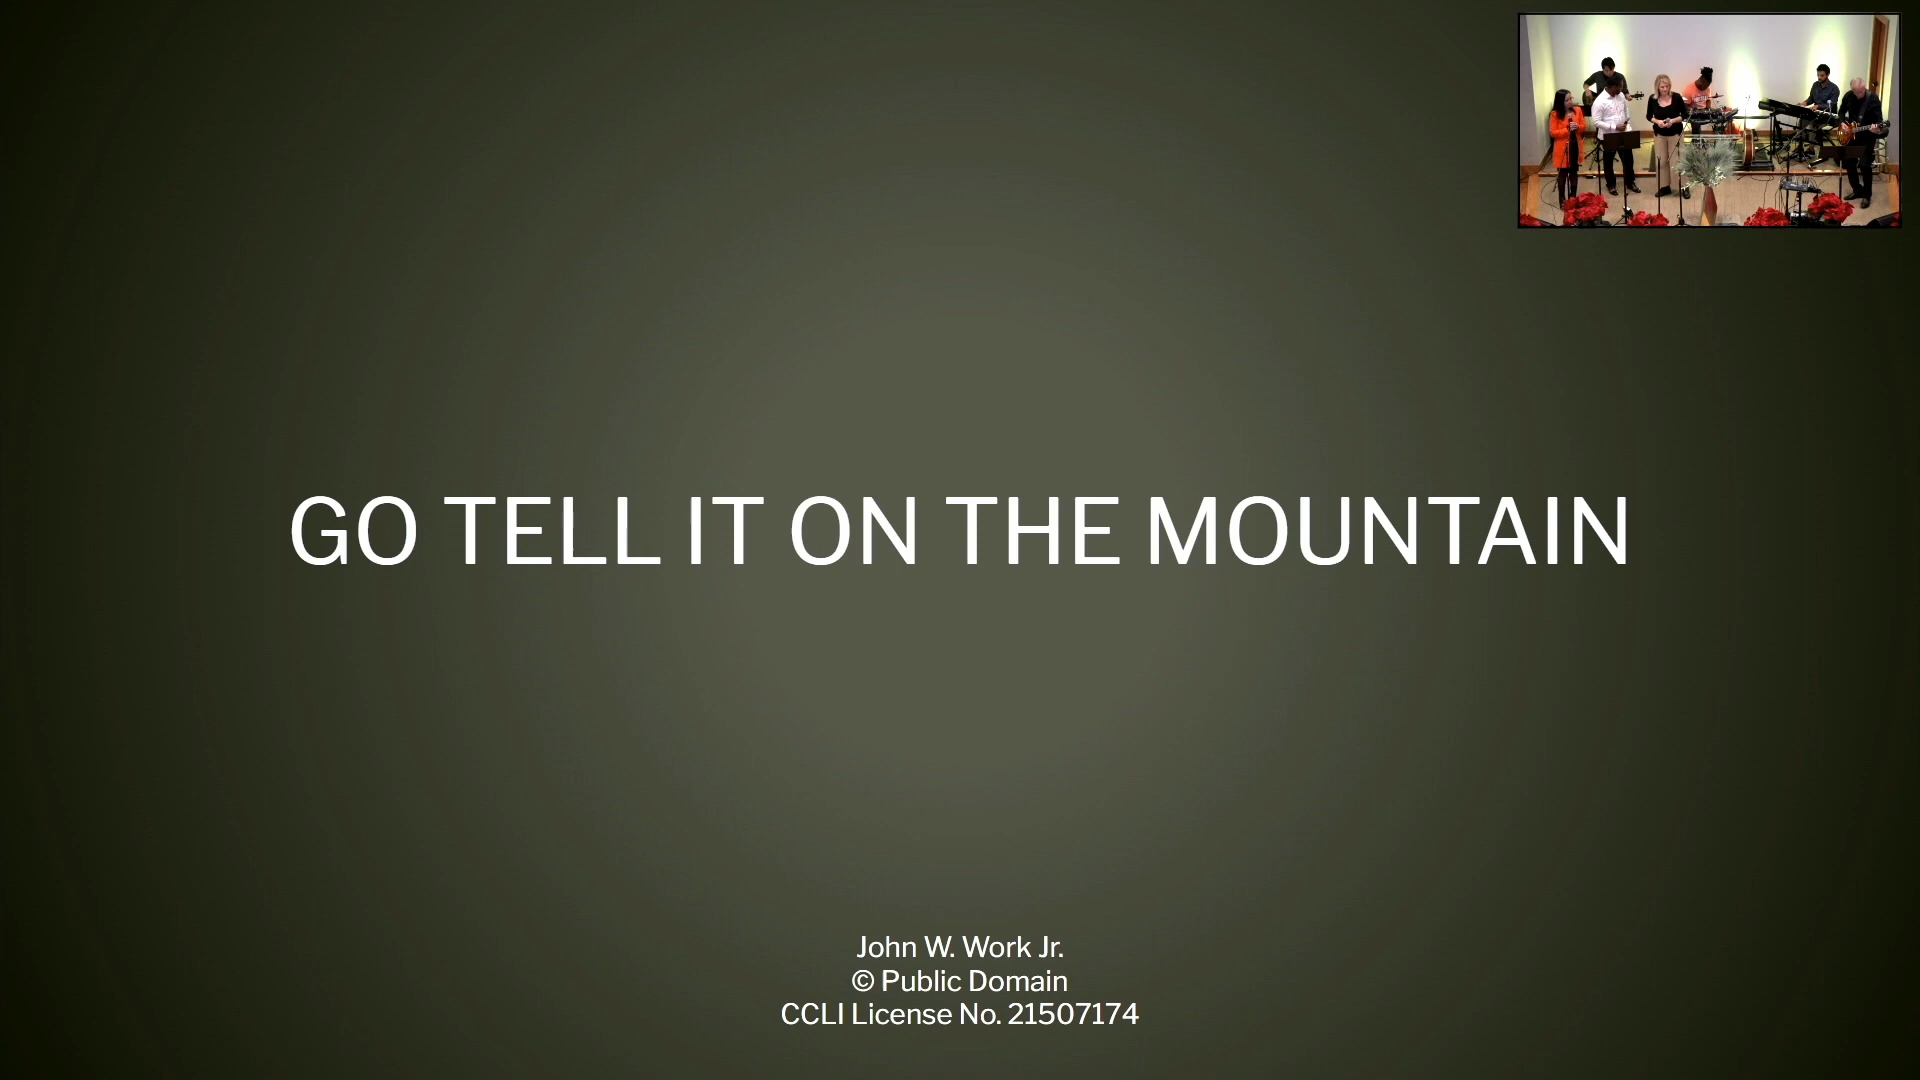 GO TELL IT ON THE MOUNTAIN
John W. Work Jr.
© Public Domain
CCLI License No. 21507174